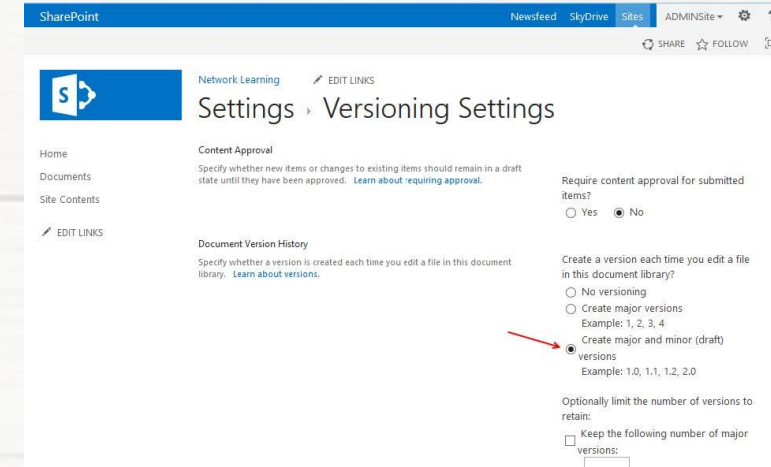 SharePoint
Newsfeed SkyDrive Sites ADMINSite
SHARE FOLLOW
Network Learning EDIT LINKS
S
Settings Versioning Settings
Home
Documents
Site Contents
EDIT LINKS
Content Approval
Specify whether new items or changes to existing items should remain in a draft
state until they have been approved. Learn about requiring approval.
Require content approval for submitted
items?
Yes No
Document Version History
Specify whether a version is created each time you edit a file in this document
library. Learn about versions.
Create a version each time you edit a file
in this document library?
No versioning
Create major versions
Example: 1, 2, 3, 4
Create major and minor (draft)
versions
Example: 1.0, 1.1, 1.2, 2.0
Optionally limit the number of versions to
retain:
Keep the following number of major
versions: